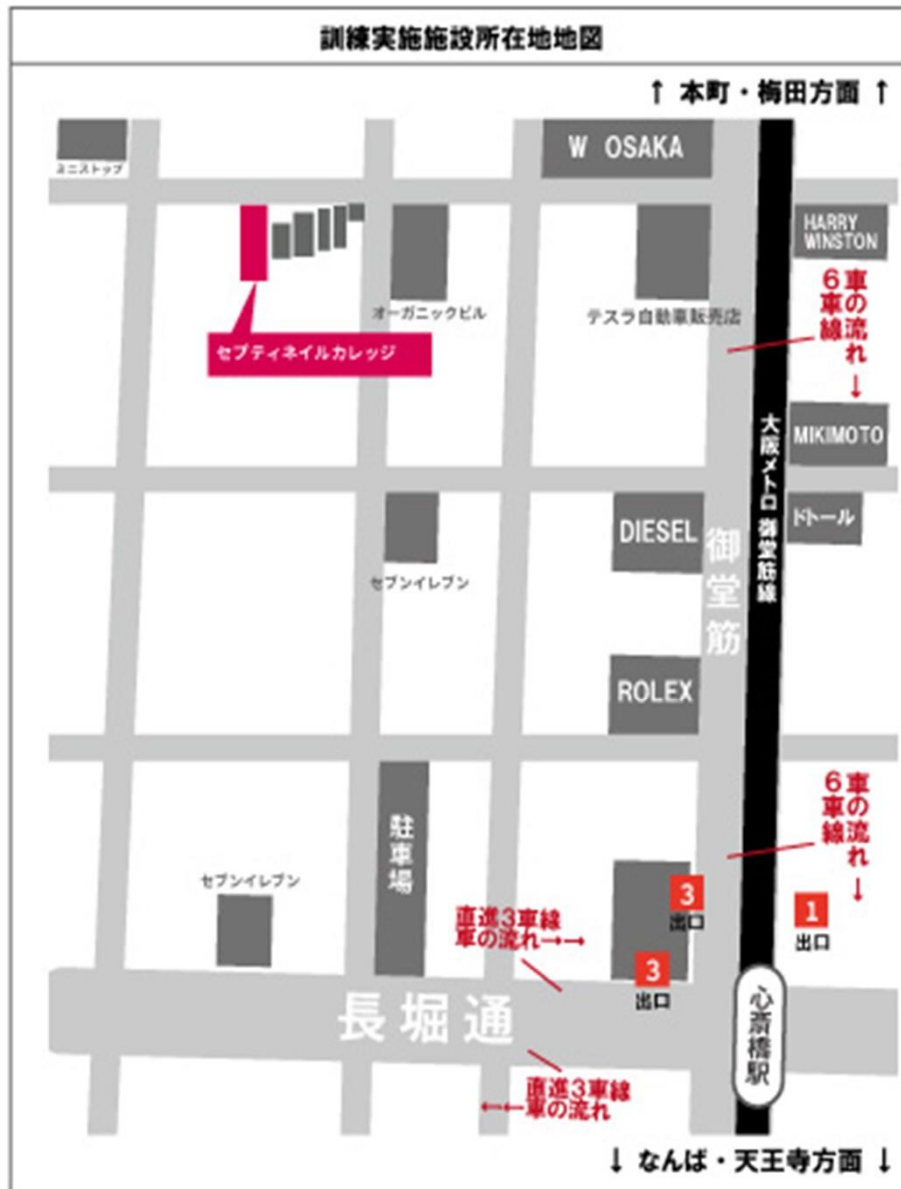 訓練実施施設所在地地図
↑ 本町・梅田方面 ↑
W OSAKA
ミニストップ
HARRY
WINSTON
オーガニックビル
テスラ自動車販売店
セプティネイルカレッジ
車の流れ ↓
6車線
MIKIMOTO
大阪メトロ 御堂筋線
DIESEL
ドトール
御堂筋
セブンイレブン
ROLEX
車の流れ ↓
6車線
駐車場
セブンイレブン
3
出口
1
出口
直進3車線
車の流れ→→
3
出口
長堀通
心斎橋駅
直進3車線
←←車の流れ
↓ なんば・天王寺方面 ↓